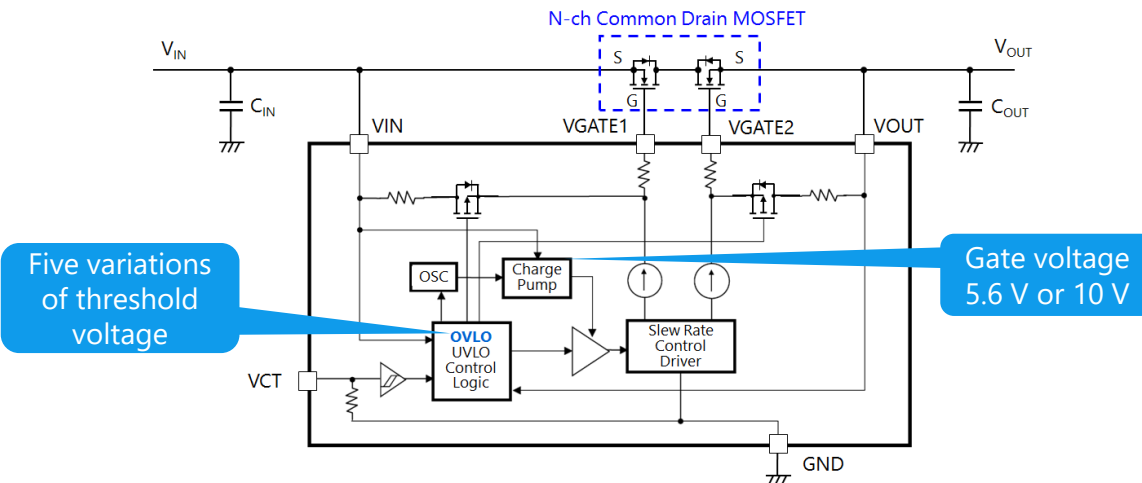 N-ch Common Drain MOSFET
VIN
S
S
VOUT
G
G
CIN
COUT
VIN
VGATE1
VGATE2
VOUT
Five variations
of threshold
voltage
OSC
Charge
Pump
Gate voltage
5.6 V or 10 V
OVLO
UVLO
Control
Logic
Slew Rate
Control
Driver
VCT
GND